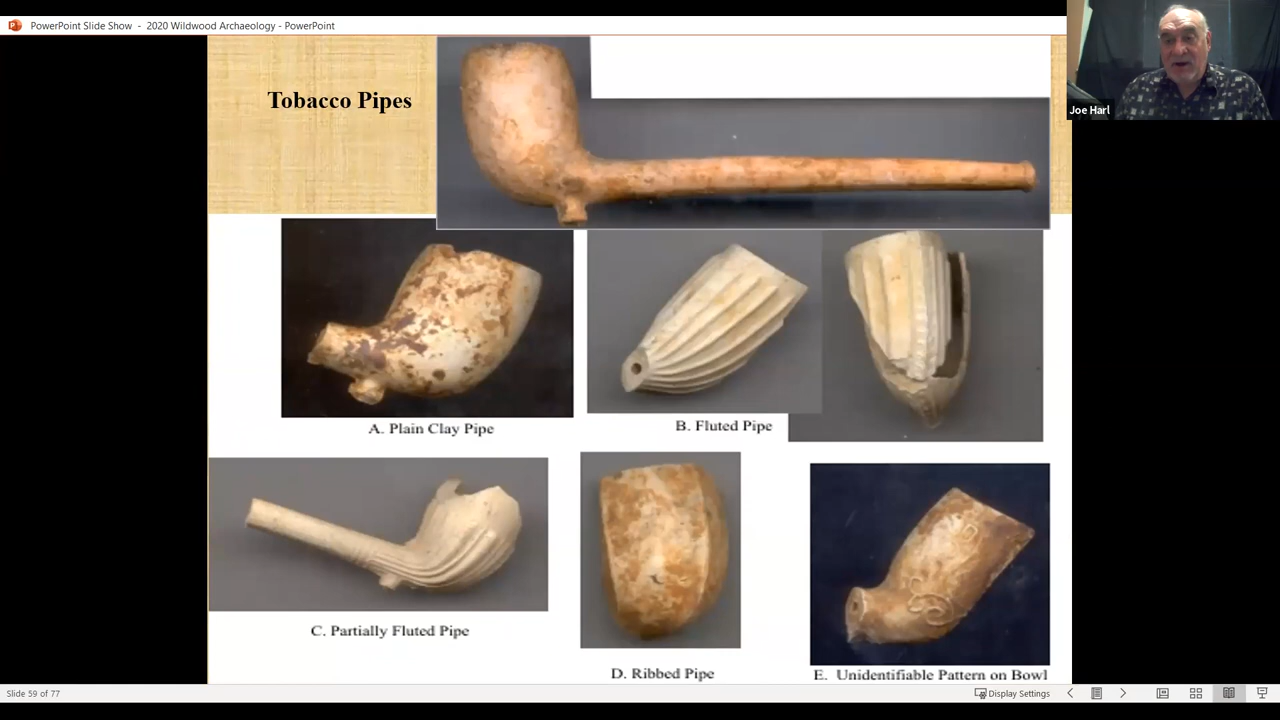 PowerPoint Slide Show - 2020 Wildwood Archaeology - PowerPoint
Joe Harl
Tobacco Pipes
A. Plain Clay Pipe
B. Fluted Pipe
C. Partially Fluted Pipe
D. Ribbed Pipe
E. Unidentifiable Pattern on Bowl
Slide 59 of 77
Display Settings